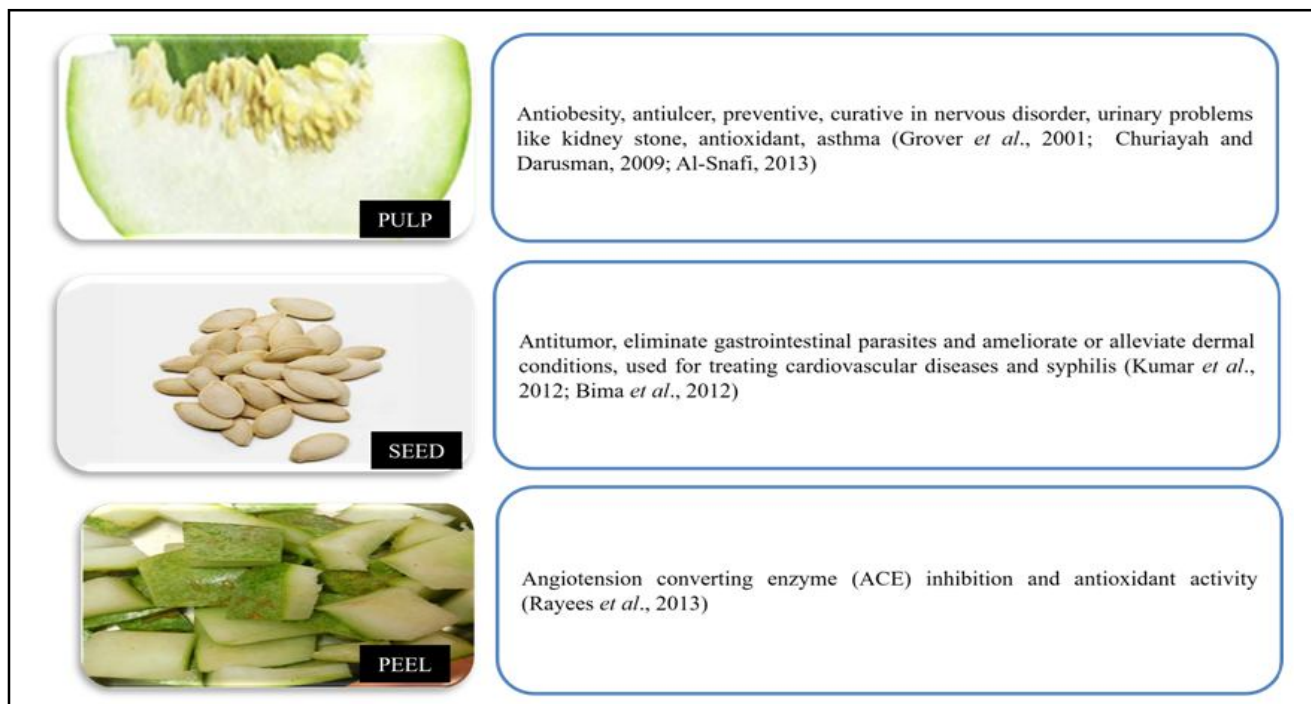 Antiobesity, antiulcer, preventive, curative in nervous disorder, urinary problems
like kidney stone, antioxidant, asthma (Grover et al., 2001; Churiayah and
Darusman, 2009; Al-Snafi, 2013)
PULP
Antitumor, eliminate gastrointestinal parasites and ameliorate or alleviate dermal
conditions, used for treating cardiovascular diseases and syphilis (Kumar et al.,
2012; Bima et al., 2012)
SEED
Angiotension converting enzyme (ACE) inhibition and antioxidant activity
(Rayees et al., 2013)
PEEL